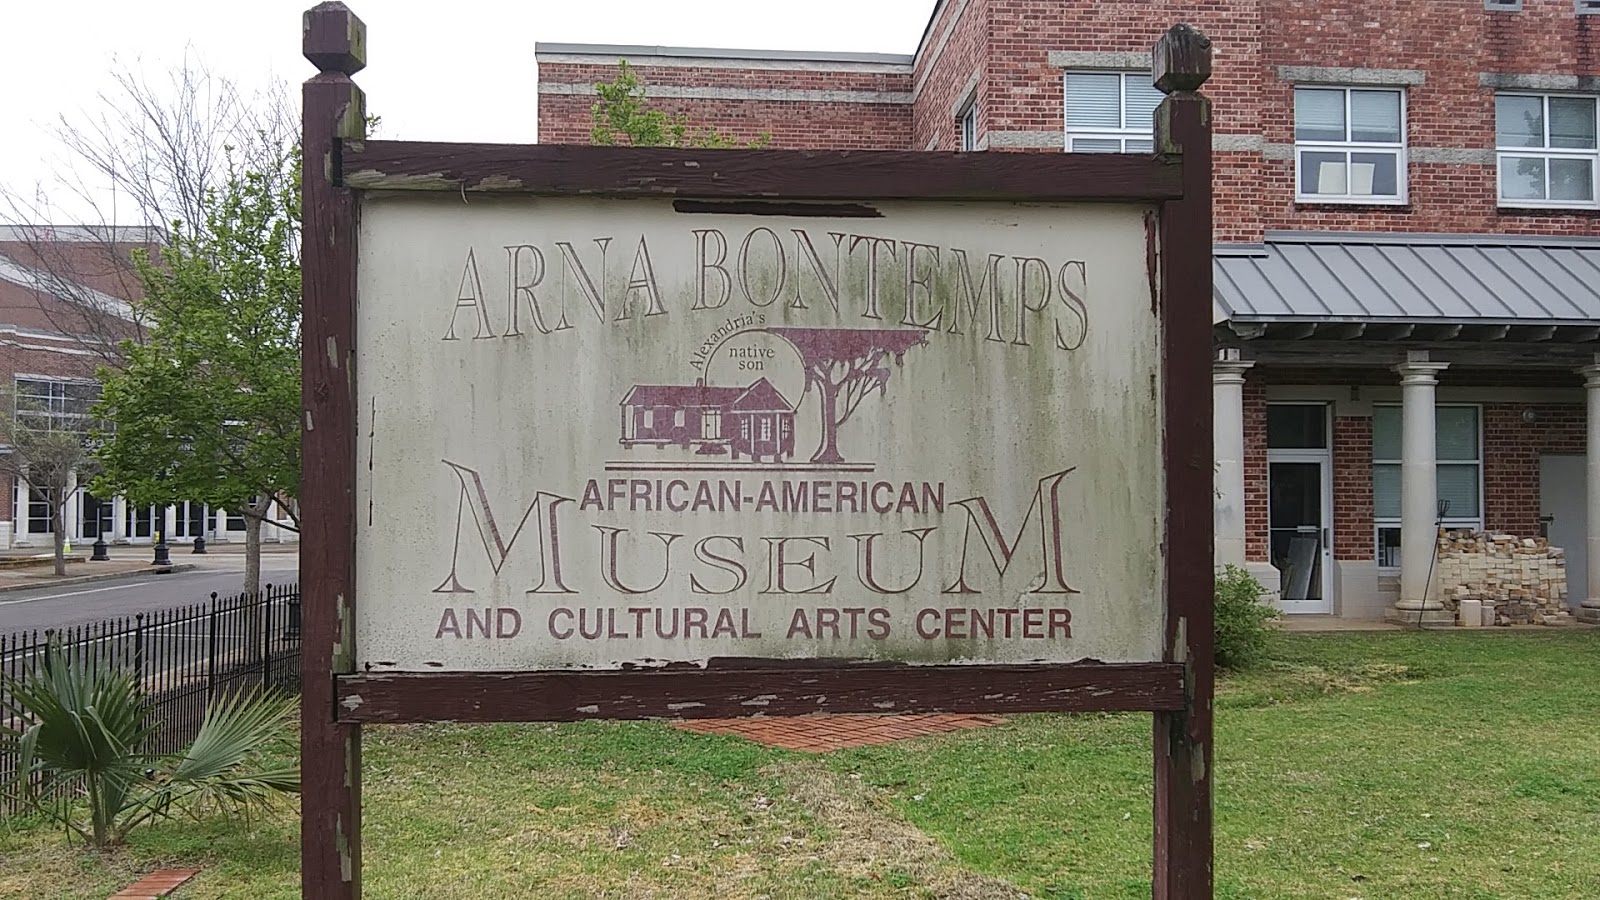 ARNA BONTEMPS
Alexandria's
native
son
AFRICAN-AMERICAN
MUSEUM
AND CULTURAL ARTS CENTER